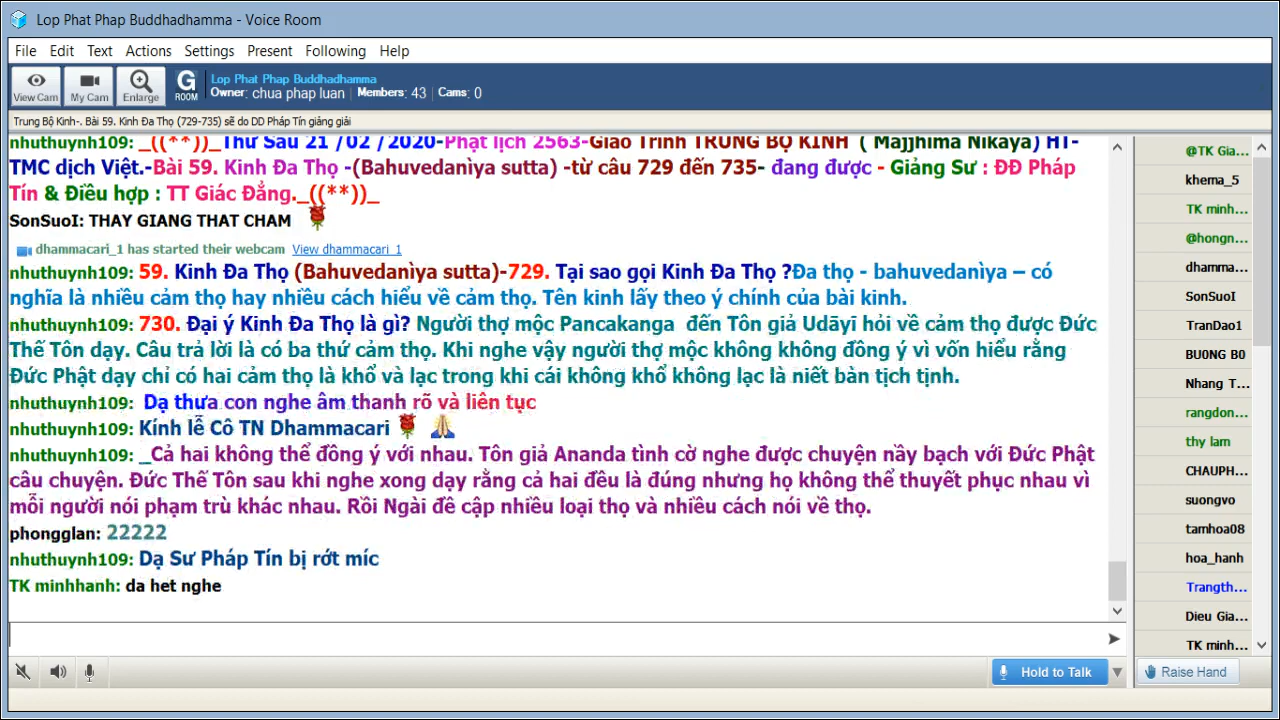 Lop Phat Phap Buddhadhamma - Voice Room
File Edit Text Actions Settings Present Following Help
View Cam My Cam Enlarge G ROOM
Lop Phat Phap Buddhadhamma
Owner: chua phap luan Members: 43 Cams: 0
Trung Bộ Kinh-. Bài 59. Kinh Đa Thọ (729-735) sẽ do DD Pháp Tín giảng giải
nhuthuynh109: _((**))_Thứ Sáu 21 /02 /2020-Phật lịch 2563-Giáo Trình TRUNG BỘ KINH ( Majjhima Nikaya) HT-
TMC dịch Việt.-Bài 59. Kinh Đa Thọ -(Bahuvedanìya sutta) -từ câu 729 đến 735- đang được - Giảng Sư : ĐĐ Pháp
Tín & Điều hợp : TT Giác Đẳng._((**))_
SonSuoI: THAY GIANG THAT CHAM
dhammacari_1 has started their webcam View dhammacari_1
nhuthuynh109: 59. Kinh Đa Thọ (Bahuvedanìya sutta)-729. Tại sao gọi Kinh Đa Thọ ?Đa thọ - bahuvedanìya – có
nghĩa là nhiều cảm thọ hay nhiều cách hiểu về cảm thọ. Tên kinh lấy theo ý chính của bài kinh.
nhuthuynh109: 730. Đại ý Kinh Đa Thọ là gì? Người thợ mộc Pancakanga đến Tôn giả Udāyī hỏi về cảm thọ được Đức
Thế Tôn dạy. Câu trả lời là có ba thứ cảm thọ. Khi nghe vậy người thợ mộc không không đồng ý vì vốn hiểu rằng
Đức Phật dạy chỉ có hai cảm thọ là khổ và lạc trong khi cái không khổ không lạc là niết bàn tịch tịnh.
nhuthuynh109: Dạ thưa con nghe âm thanh rõ và liên tục
nhuthuynh109: Kính lễ Cô TN Dhammacari
nhuthuynh109: _Cả hai không thể đồng ý với nhau. Tôn giả Ananda tình cờ nghe được chuyện nầy bạch với Đức Phật
câu chuyện. Đức Thế Tôn sau khi nghe xong dạy rằng cả hai đều là đúng nhưng họ không thể thuyết phục nhau vì
mỗi người nói phạm trù khác nhau. Rồi Ngài đề cập nhiều loại thọ và nhiều cách nói về thọ.
phongglan: 22222
nhuthuynh109: Dạ Sư Pháp Tín bị rớt míc
TK minhhanh: da het nghe
@TK Gia...
khema_5
TK minh...
@hongn...
dhamma...
SonSuoI
TranDao1
BU0NG B0
Nhang T...
rangdon...
thy lam
CHAUPH...
suongvo
tamhoa08
hoa_hanh
Trangth...
Dieu Gia...
TK minh...
Hold to Talk
Raise Hand